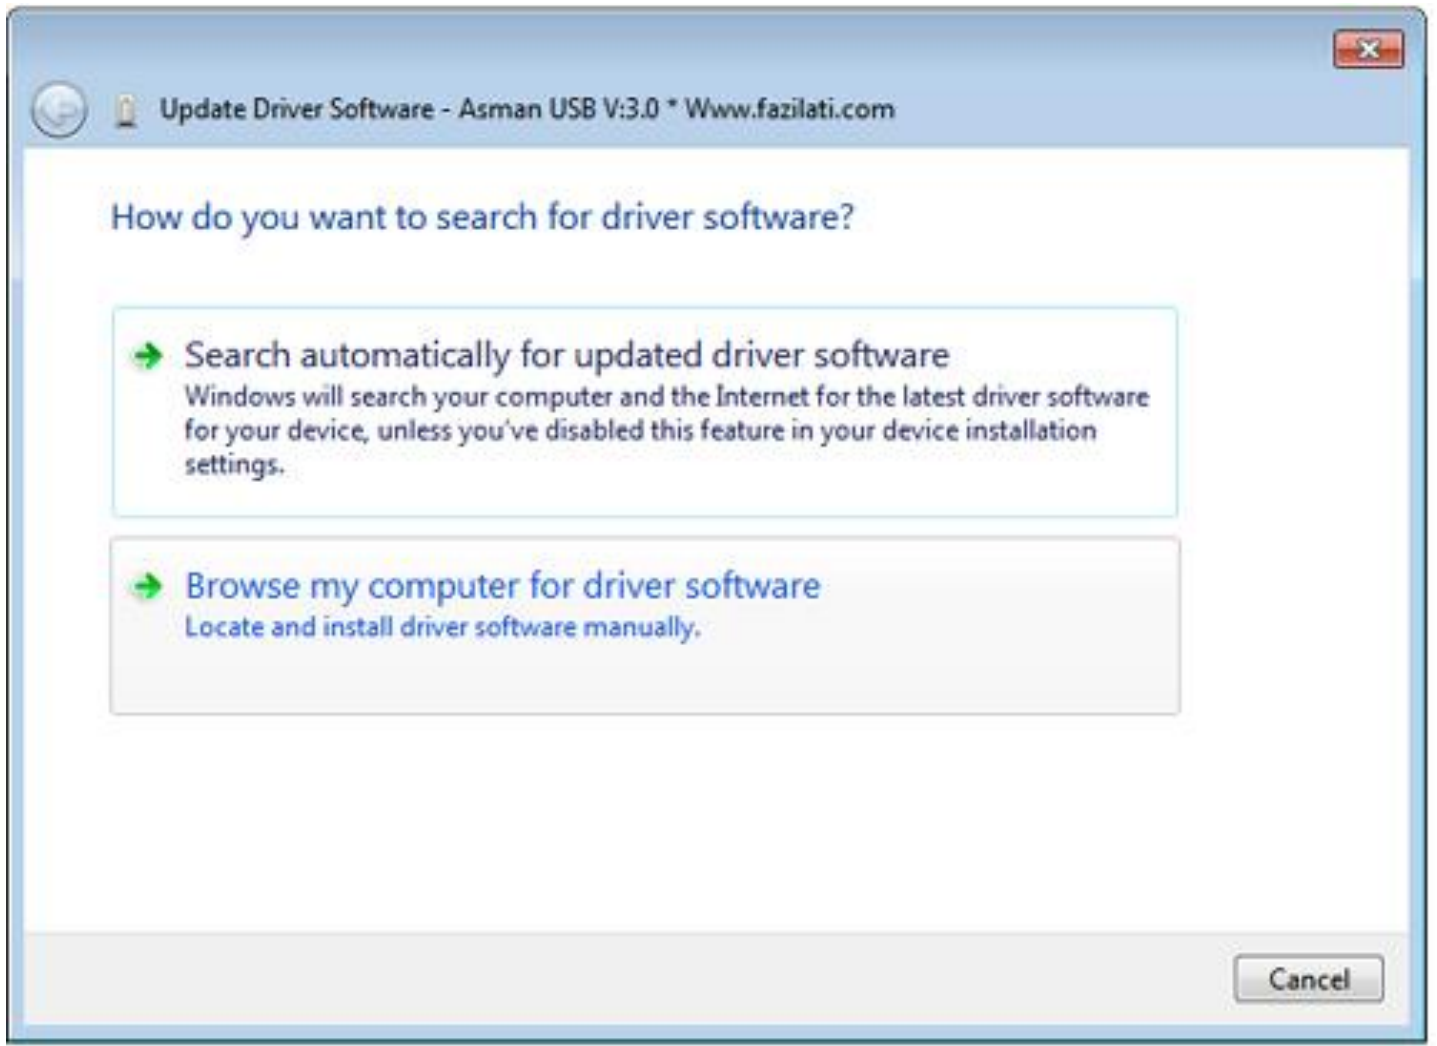 Update Driver Software - Asman USB V:3.0 * Www.fazilati.com
How do you want to search for driver software?
Search automatically for updated driver software
Windows will search your computer and the Internet for the latest driver software
for your device, unless you've disabled this feature in your device installation
settings.
Browse my computer for driver software
Locate and install driver software manually.
Cancel